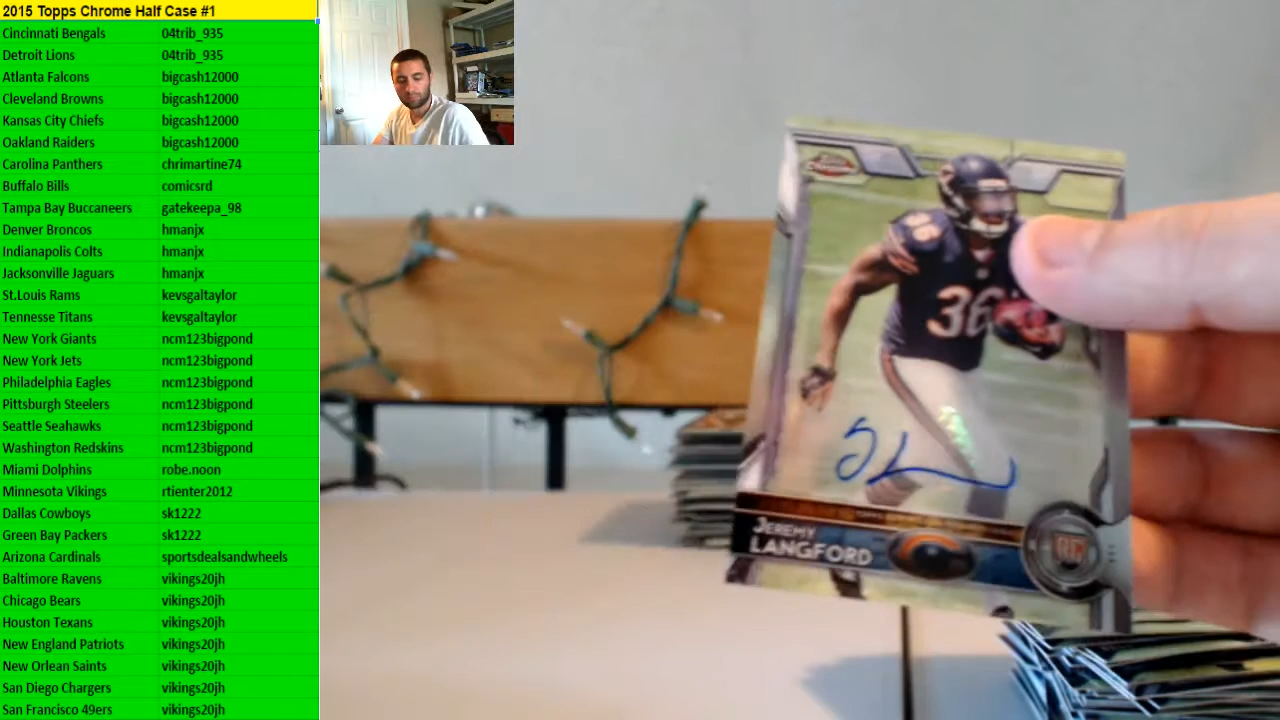 2015 Topps Chrome Half Case #1
Cincinnati Bengals 04trib_935
Detroit Lions 04trib_935
Atlanta Falcons bigcash12000
Cleveland Browns bigcash12000
Kansas City Chiefs bigcash12000
Oakland Raiders bigcash12000
Carolina Panthers chrimartine74
Buffalo Bills comicsrd
Tampa Bay Buccaneers gatekeepa_98
Denver Broncos hmanjx
Indianapolis Colts hmanjx
Jacksonville Jaguars hmanjx
St.Louis Rams kevsgaltaylor
Tennesse Titans kevsgaltaylor
New York Giants ncm123bigpond
New York Jets ncm123bigpond
Philadelphia Eagles ncm123bigpond
Pittsburgh Steelers ncm123bigpond
Seattle Seahawks ncm123bigpond
Washington Redskins ncm123bigpond
Miami Dolphins robe.noon
Minnesota Vikings rtienter2012
Dallas Cowboys sk1222
Green Bay Packers sk1222
Arizona Cardinals sportsdealsandwheels
Baltimore Ravens vikings20jh
Chicago Bears vikings20jh
Houston Texans vikings20jh
New England Patriots vikings20jh
New Orlean Saints vikings20jh
San Diego Chargers vikings20jh
San Francisco 49ers vikings20jh
36
36
JEREMY
LANGFORD